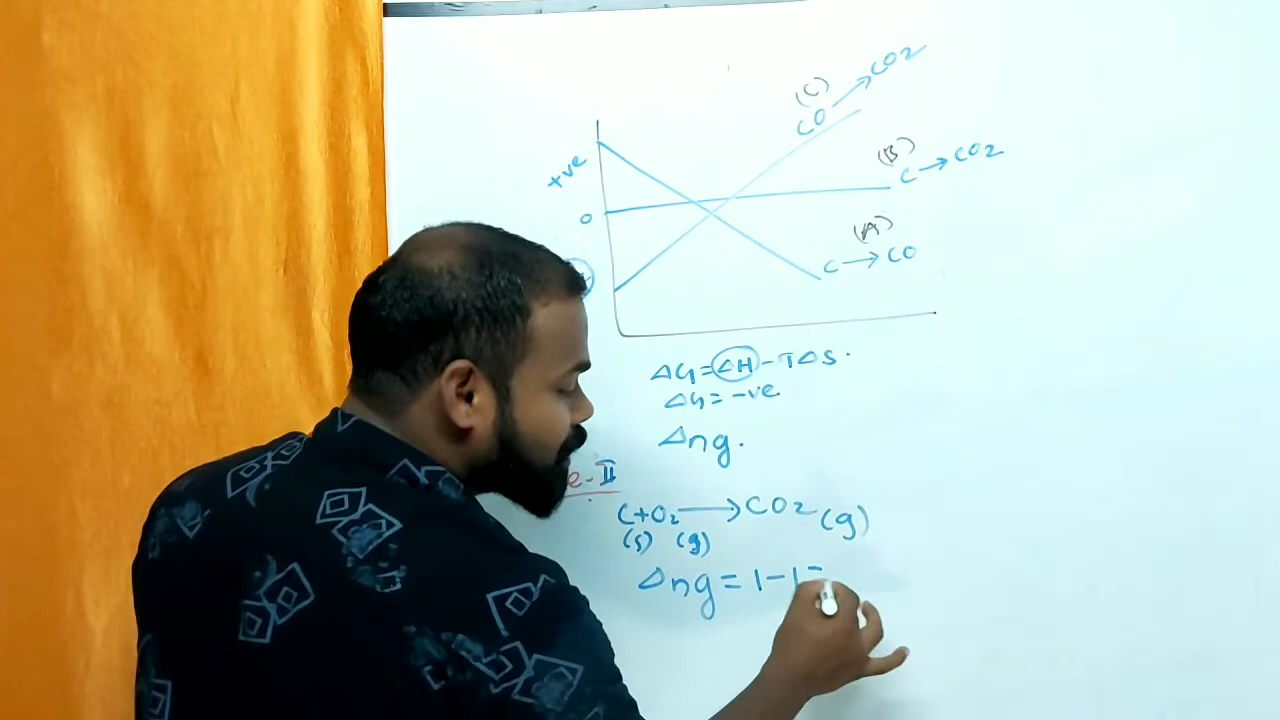 (C)
CO → CO2
+ve
(B)
C → CO2
0
(A)
C → CO
ΔG = ΔH - TΔS.
ΔG = -ve
Δng.
e-II
C + O2 → CO2 (g)
(s) (g)
Δng = 1 - 1 =